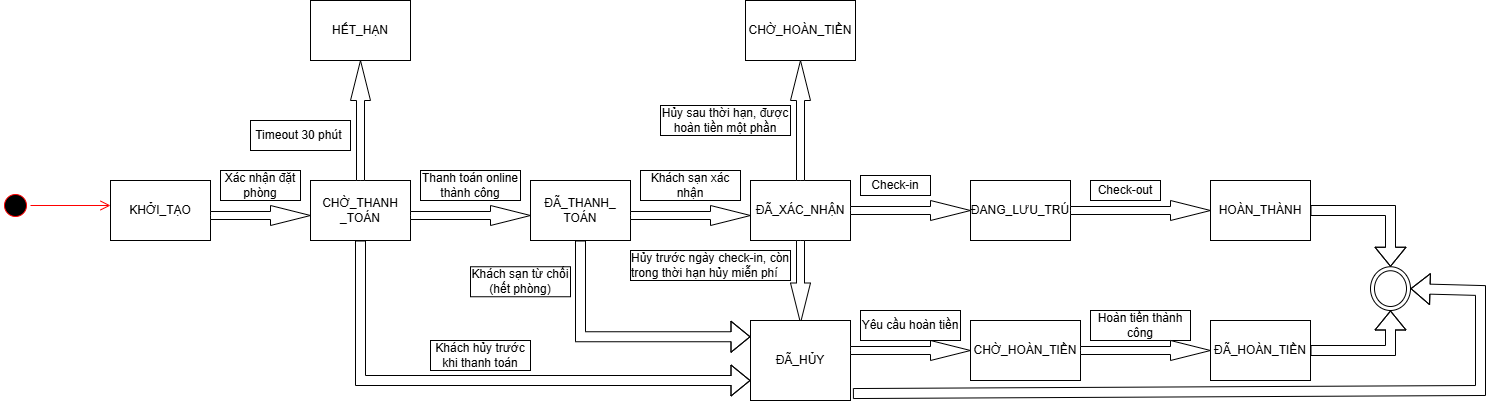 HẾT_HẠN
CHỜ_HOÀN_TIỀN
Timeout 30 phút
Hủy sau thời hạn, được
hoàn tiền một phần
Xác nhận đặt
phòng
Thanh toán online
thành công
Khách sạn xác
nhận
Check-in
Check-out
KHỞI_TẠO
CHỜ_THANH
_TOÁN
ĐÃ_THANH_
TOÁN
ĐÃ_XÁC_NHẬN
ĐANG_LƯU_TRÚ
HOÀN_THÀNH
Khách sạn từ chối
(hết phòng)
Hủy trước ngày check-in, còn
trong thời hạn hủy miễn phí
Khách hủy trước
khi thanh toán
Yêu cầu hoàn tiền
Hoàn tiền thành
công
ĐÃ_HỦY
CHỜ_HOÀN_TIỀN
ĐÃ_HOÀN_TIỀN